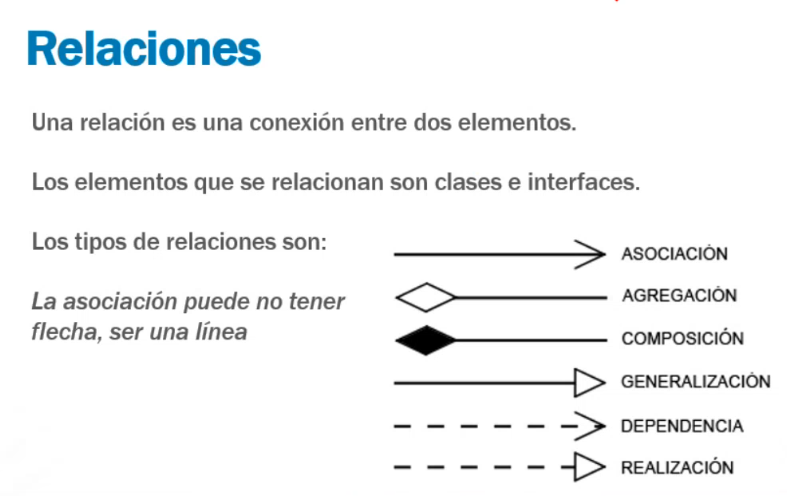 Relaciones
Una relación es una conexión entre dos elementos.
Los elementos que se relacionan son clases e interfaces.
Los tipos de relaciones son:
La asociación puede no tener
flecha, ser una línea
ASOCIACIÓN
AGREGACIÓN
COMPOSICIÓN
GENERALIZACIÓN
DEPENDENCIA
REALIZACIÓN